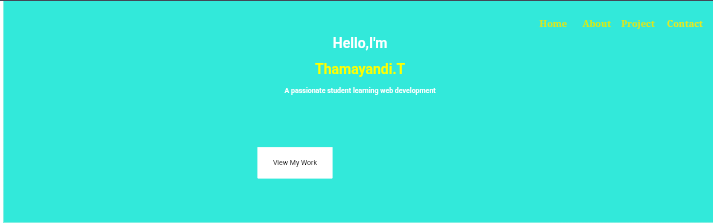 Home About Project Contact
Hello,I'm
Thamayandi.T
A passionate student learning web development
View My Work